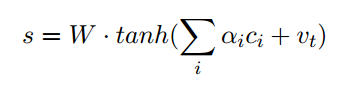 s = W · tanh(∑_i α_i c_i + v_t)